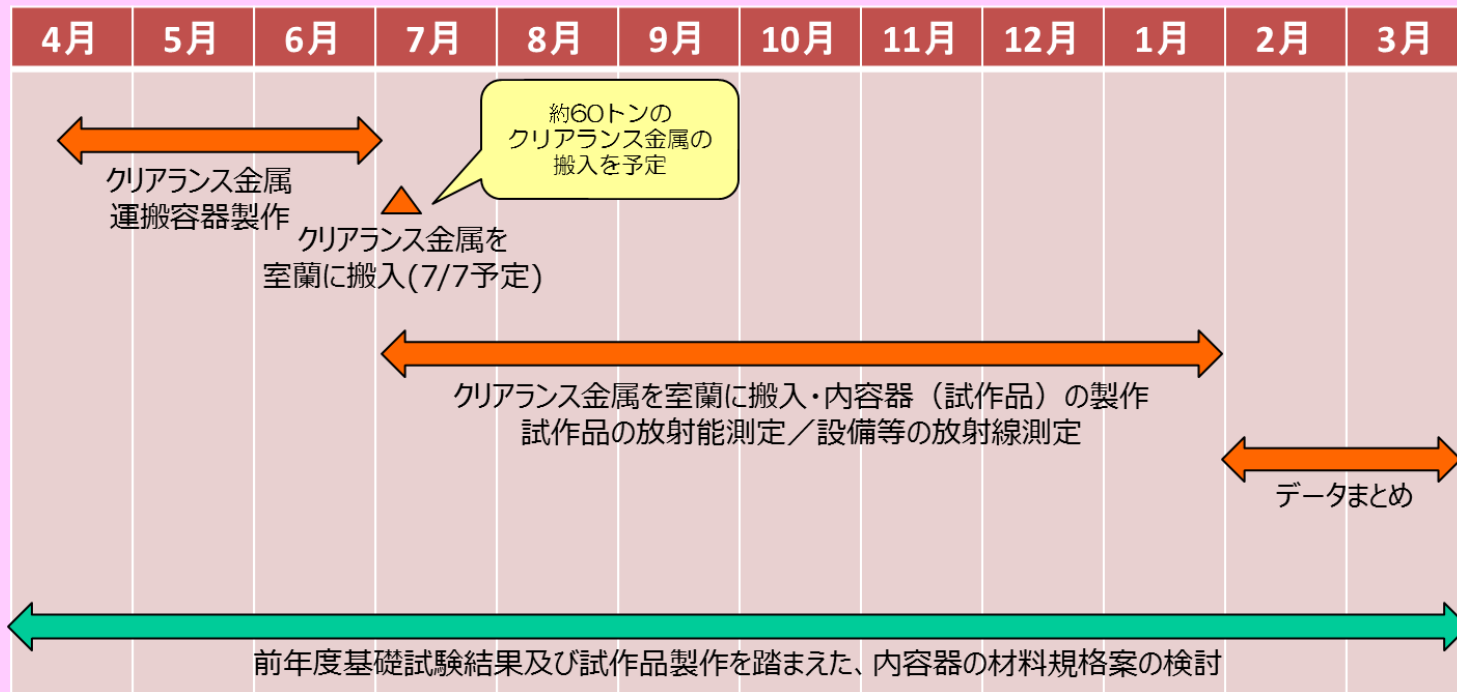 4月 5月 6月 7月 8月 9月 10月 11月 12月 1月 2月 3月
約60トンの
クリアランス金属の
搬入を予定
クリアランス金属
運搬容器製作
クリアランス金属を
室蘭に搬入(7/7予定)
クリアランス金属を室蘭に搬入・内容器（試作品）の製作
試作品の放射能測定／設備等の放射線測定
データまとめ
前年度基礎試験結果及び試作品製作を踏まえた、内容器の材料規格案の検討